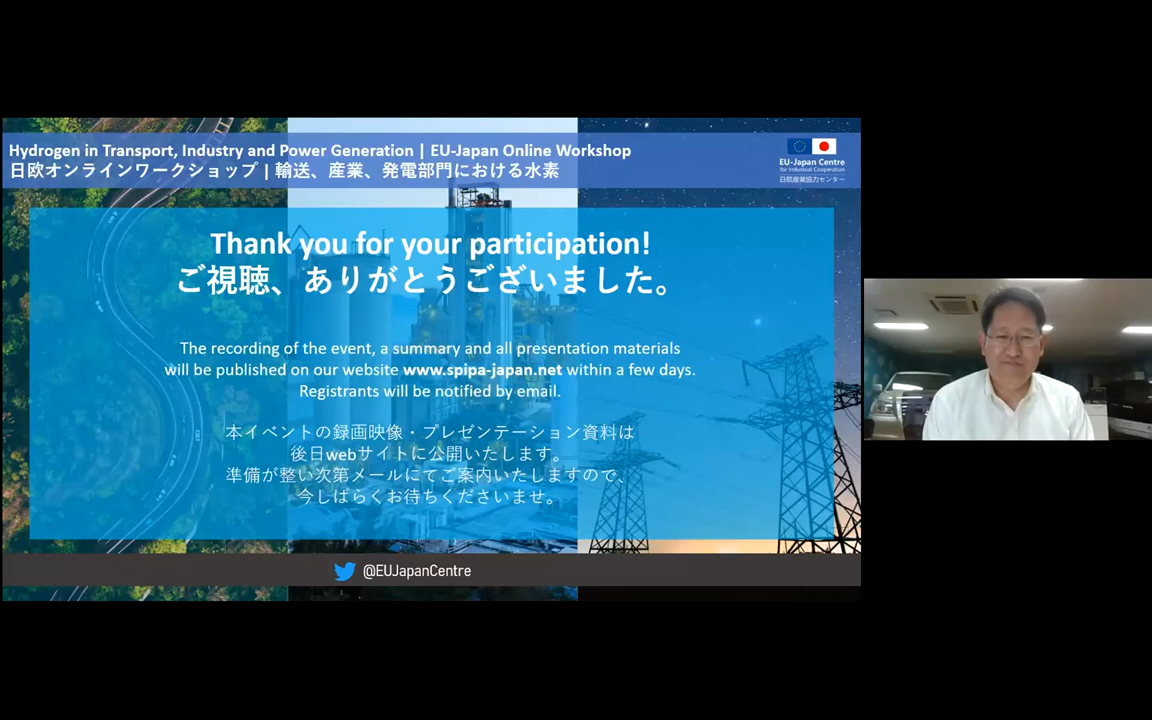 Hydrogen in Transport, Industry and Power Generation | EU-Japan Online Workshop
日欧オンラインワークショップ | 輸送、産業、発電部門における水素
EU-Japan Centre
for Industrial Cooperation
日欧産業協力センター
Thank you for your participation!
ご視聴、ありがとうございました。
The recording of the event, a summary and all presentation materials
will be published on our website www.spipa-japan.net within a few days.
Registrants will be notified by email.
本イベントの録画映像・プレゼンテーション資料は
後日webサイトに公開いたします。
準備が整い次第メールにてご案内いたしますので、
今しばらくお待ちくださいませ。
@EUJapanCentre